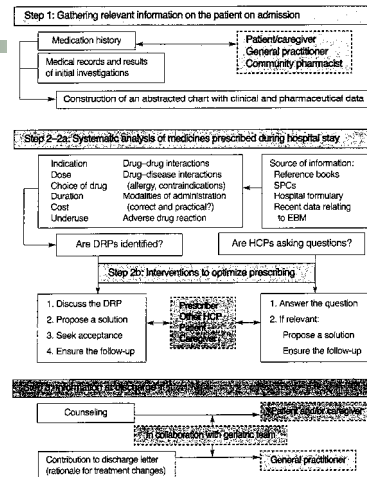 Step 1: Gathering relevant information on the patient on admission
Medication history
Patient/caregiver
General practitioner
Community pharmacist
Medical records and results
of initial investigations
Construction of an abstracted chart with clinical and pharmaceutical data
Step 2–2a: Systematic analysis of medicines prescribed during hospital stay
Indication
Dose
Choice of drug
Duration
Cost
Underuse
Drug–drug interactions
Drug–disease interactions
(allergy, contraindications)
Modalities of administration
(correct and practical?)
Adverse drug reaction
Source of information:
Reference books
SPCs
Hospital formulary
Recent data relating
to EBM
Are DRPs identified?
Are HCPs asking questions?
Step 2b: Interventions to optimize prescribing
1. Discuss the DRP
2. Propose a solution
3. Seek acceptance
4. Ensure the follow-up
Prescriber
Other HCP
Patient
Caregiver
1. Answer the question
2. If relevant:
Propose a solution
Ensure the follow-up
information at discharge
Counseling
Patient and/or caregiver
In collaboration with geriatric team
Contribution to discharge letter
(rationale for treatment changes)
General practitioner